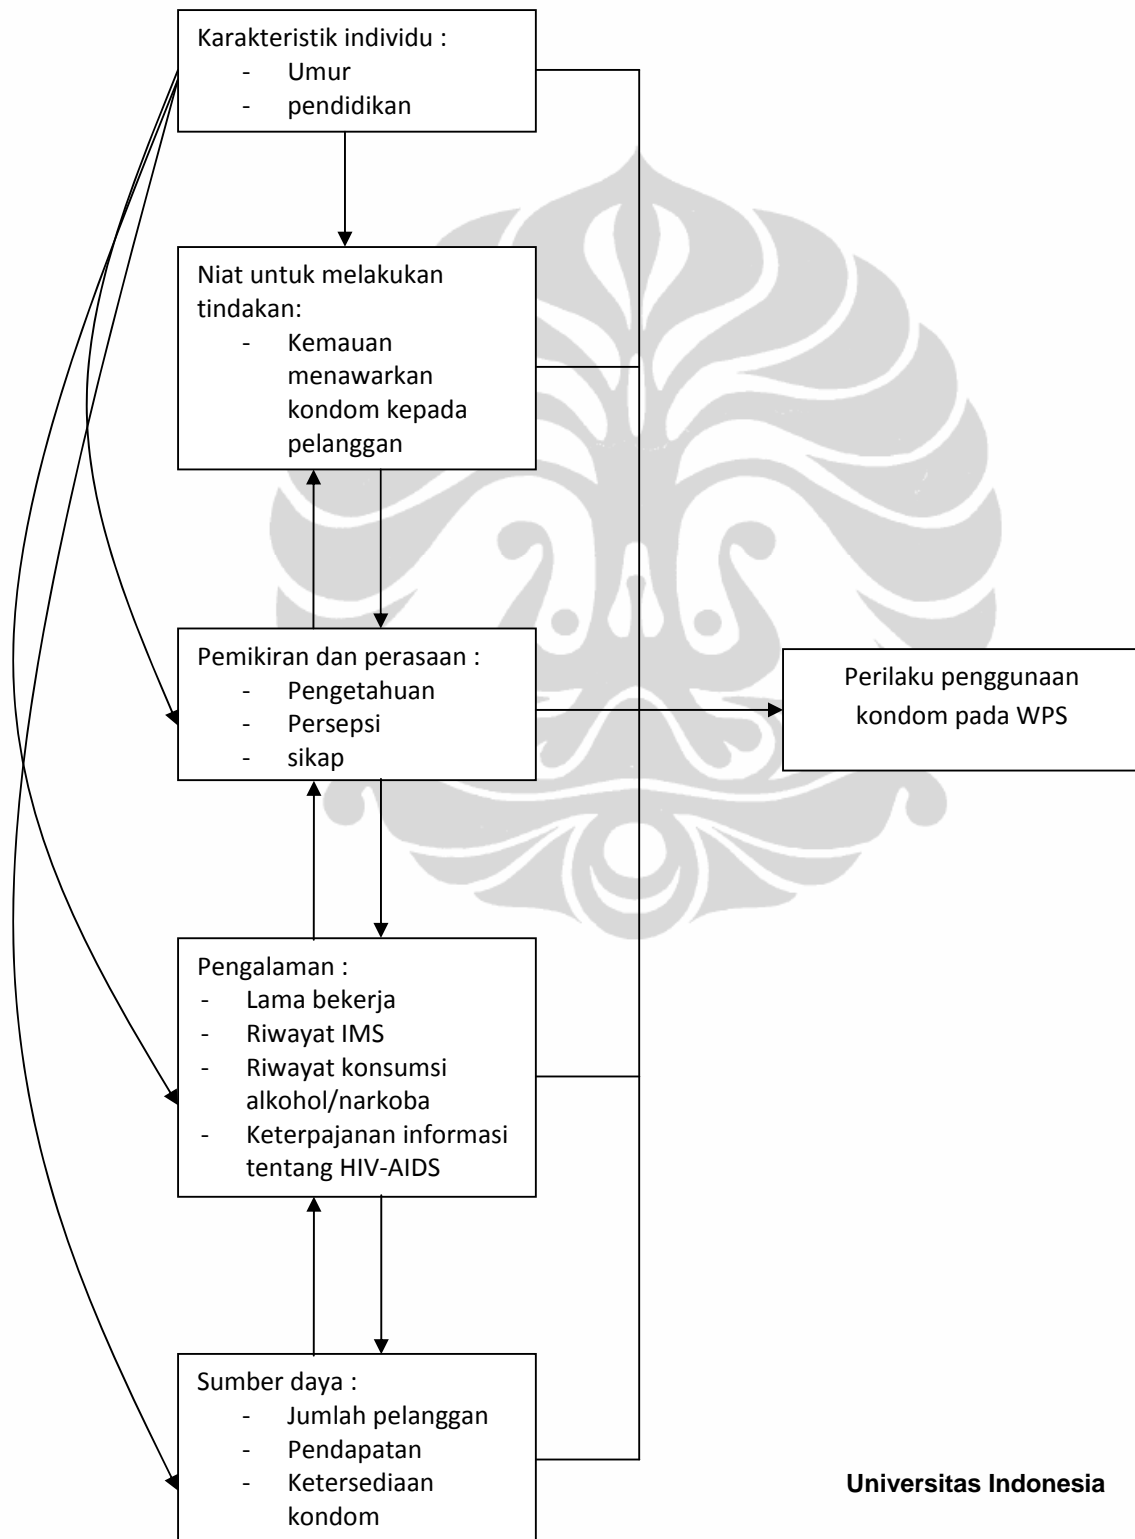 Karakteristik individu :
- Umur
- pendidikan
Niat untuk melakukan
tindakan:
- Kemauan
menawarkan
kondom kepada
pelanggan
Pemikiran dan perasaan :
- Pengetahuan
- Persepsi
- sikap
Perilaku penggunaan
kondom pada WPS
Pengalaman :
- Lama bekerja
- Riwayat IMS
- Riwayat konsumsi
alkohol/narkoba
- Keterpajanan informasi
tentang HIV-AIDS
Sumber daya :
- Jumlah pelanggan
- Pendapatan
- Ketersediaan
kondom
Universitas Indonesia